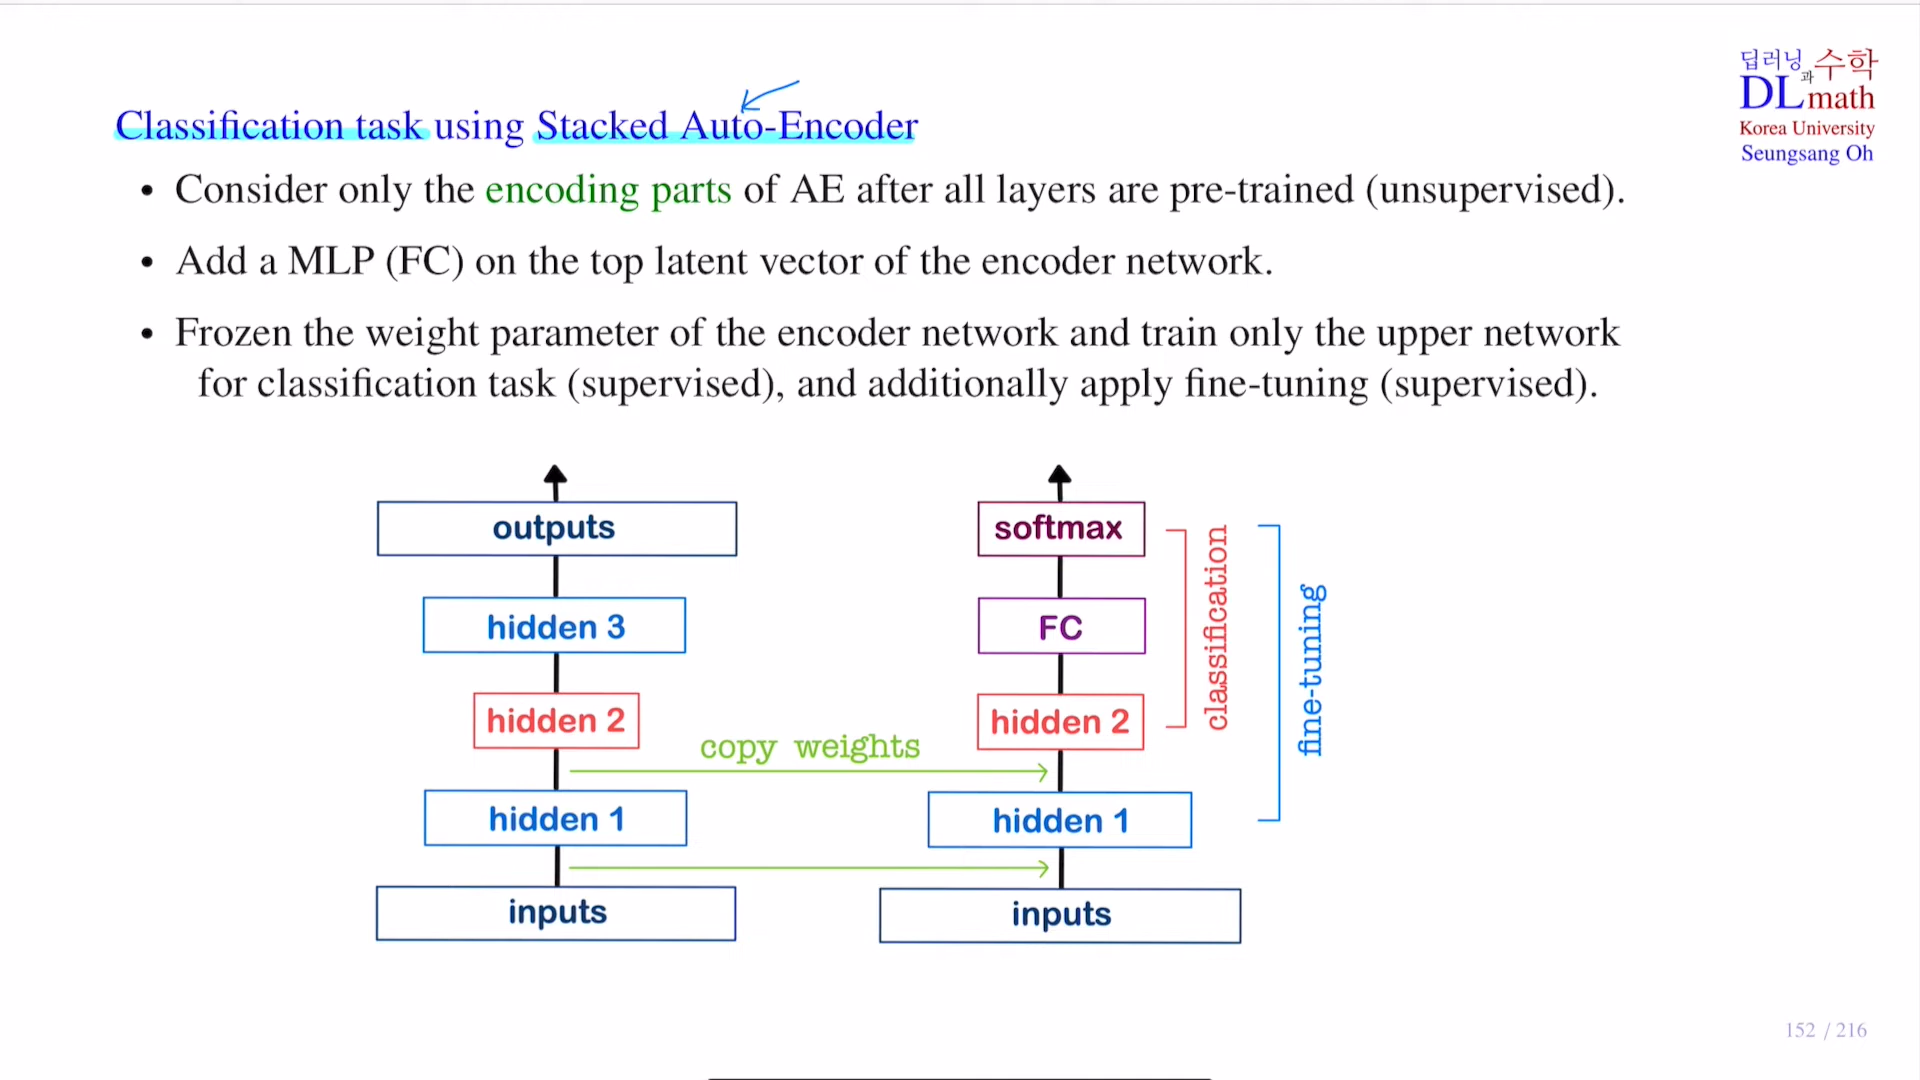 딥러닝과 수학
DL math
Korea University
Seungsang Oh
Classification task using Stacked Auto-Encoder
• Consider only the encoding parts of AE after all layers are pre-trained (unsupervised).
• Add a MLP (FC) on the top latent vector of the encoder network.
• Frozen the weight parameter of the encoder network and train only the upper network
for classification task (supervised), and additionally apply fine-tuning (supervised).
outputs
hidden 3
hidden 2
hidden 1
inputs
copy weights
softmax
FC
hidden 2
hidden 1
inputs
classification
fine-tuning
152 / 216